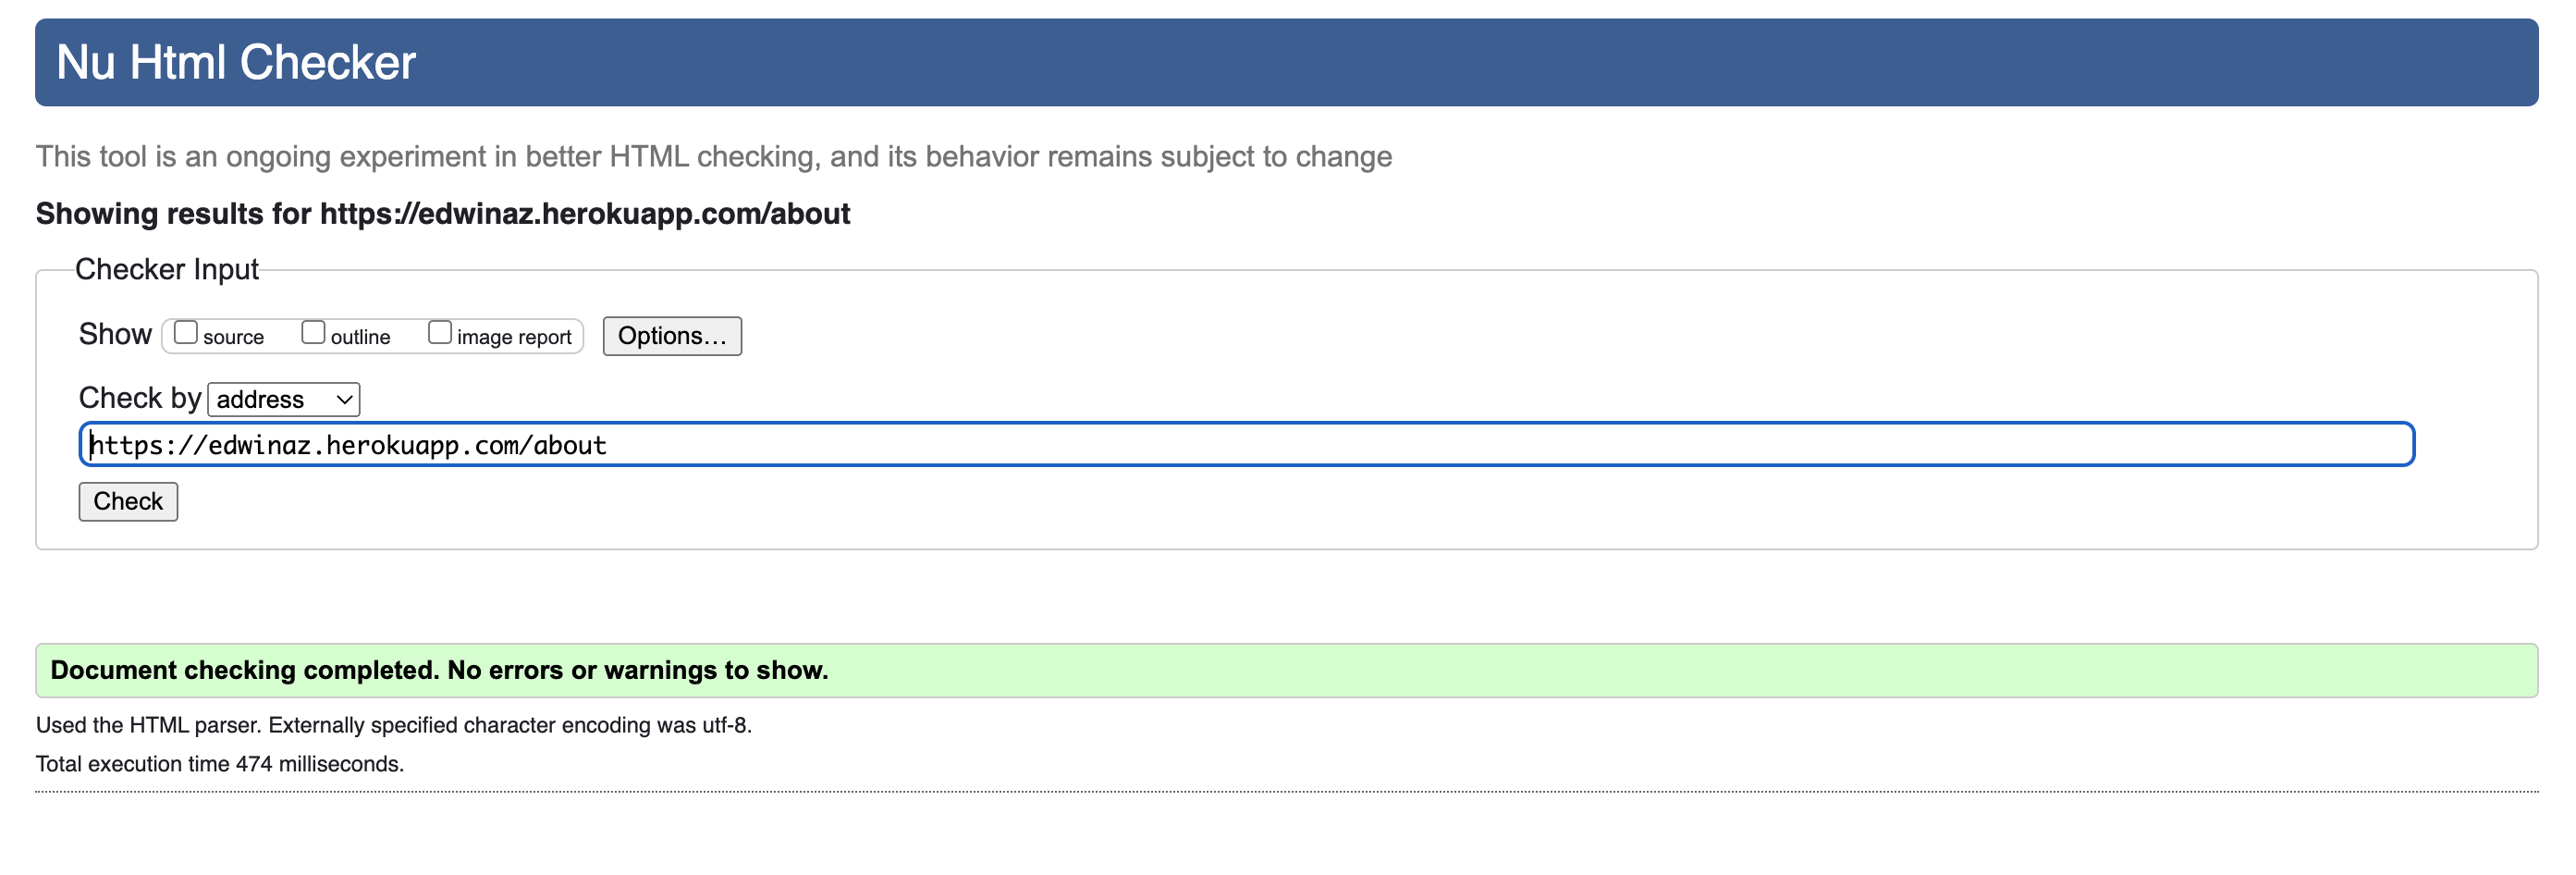 Nu Html Checker
This tool is an ongoing experiment in better HTML checking, and its behavior remains subject to change
Showing results for https://edwinaz.herokuapp.com/about
Checker Input
Show source outline image report Options...
Check by address
https://edwinaz.herokuapp.com/about
Check
Document checking completed. No errors or warnings to show.
Used the HTML parser. Externally specified character encoding was utf-8.
Total execution time 474 milliseconds.